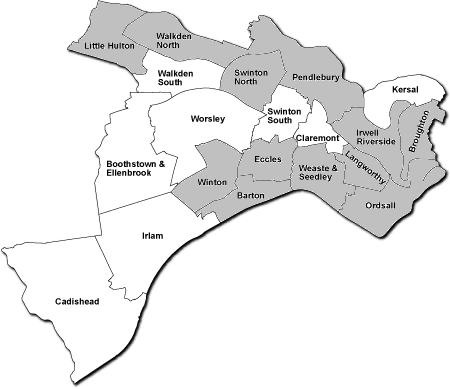 Little Hulton
Walkden
North
Walkden
South
Swinton
North
Pendlebury
Kersal
Worsley
Swinton
South
Claremont
Irwell
Riverside
Broughton
Boothstown &
Ellenbrook
Winton
Eccles
Weaste &
Seedley
Langworthy
Barton
Ordsall
Irlam
Cadishead